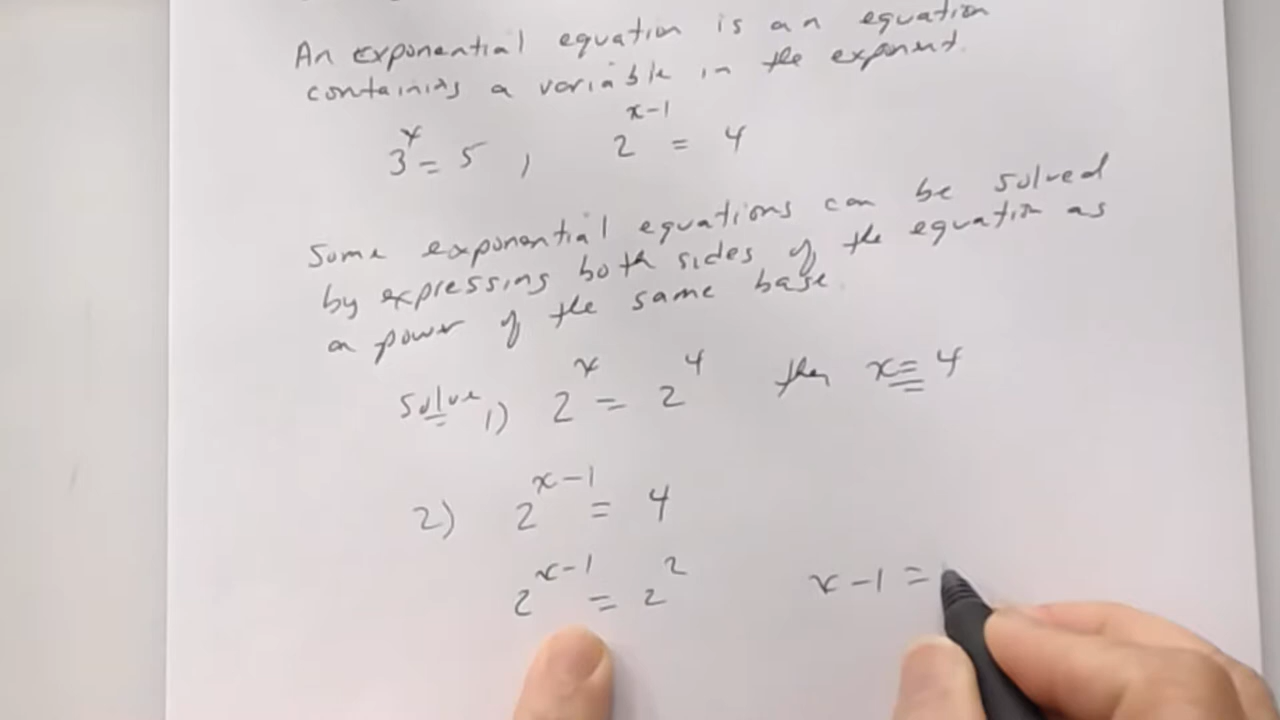 An exponential equation is an equation
containing a variable in the exponent.
3^x = 5 , 2^(x-1) = 4
Some exponential equations can be solved
by expressing both sides of the equation as
a power of the same base.
Solve 1) 2^x = 2^4 then x = 4
2) 2^(x-1) = 4
2^(x-1) = 2^2 x - 1 =